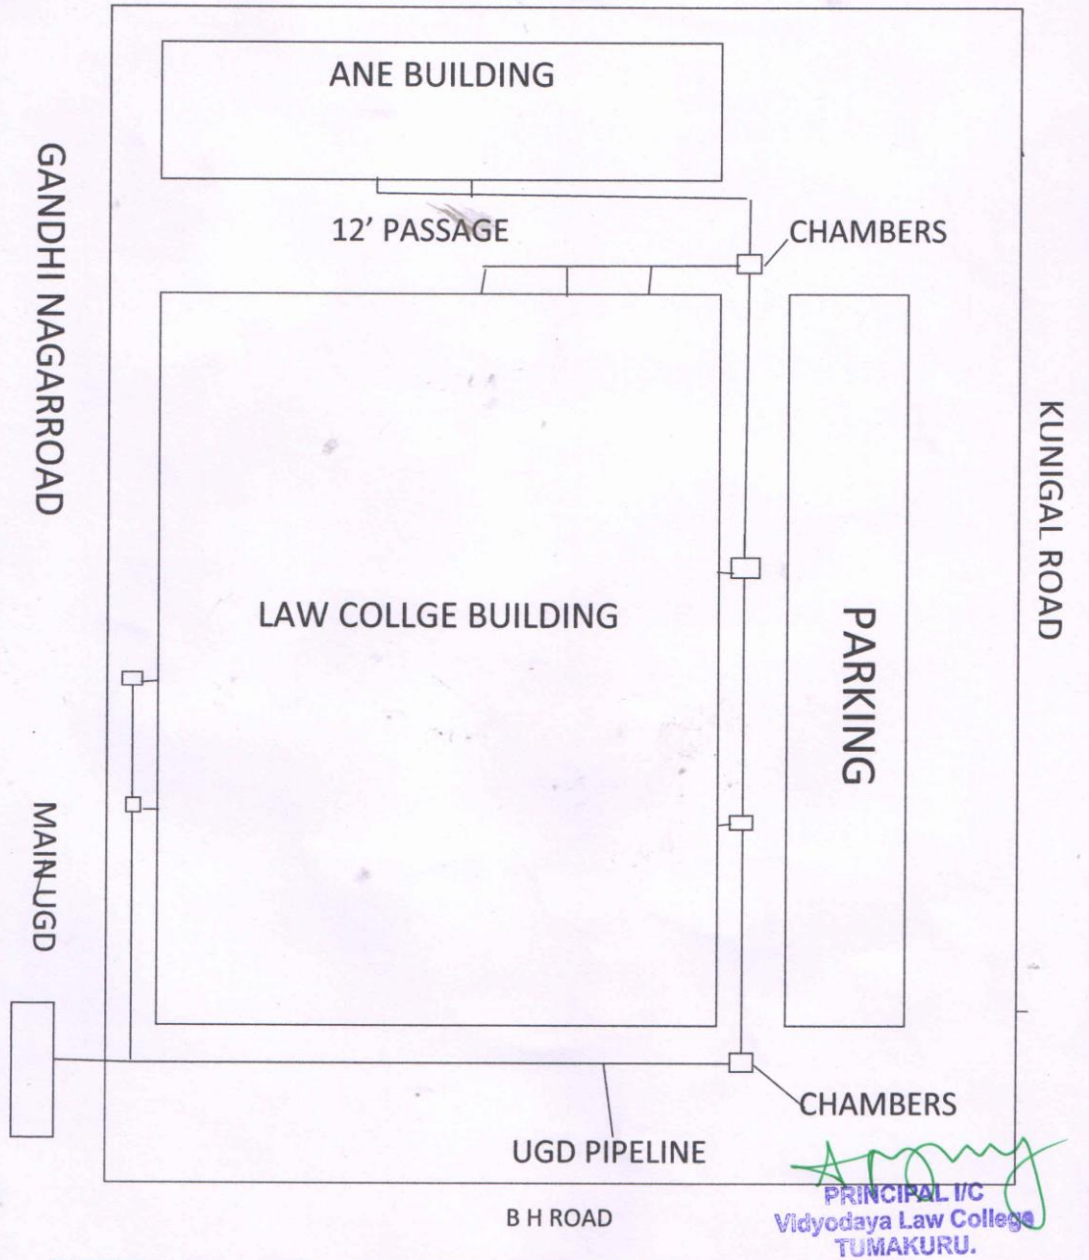 ANE BUILDING
12' PASSAGE
CHAMBERS
GANDHI NAGARROAD
KUNIGAL ROAD
LAW COLLGE BUILDING
PARKING
MAIN UGD
CHAMBERS
UGD PIPELINE
B H ROAD
PRINCIPAL I/C
Vidyodaya Law College
TUMAKURU.